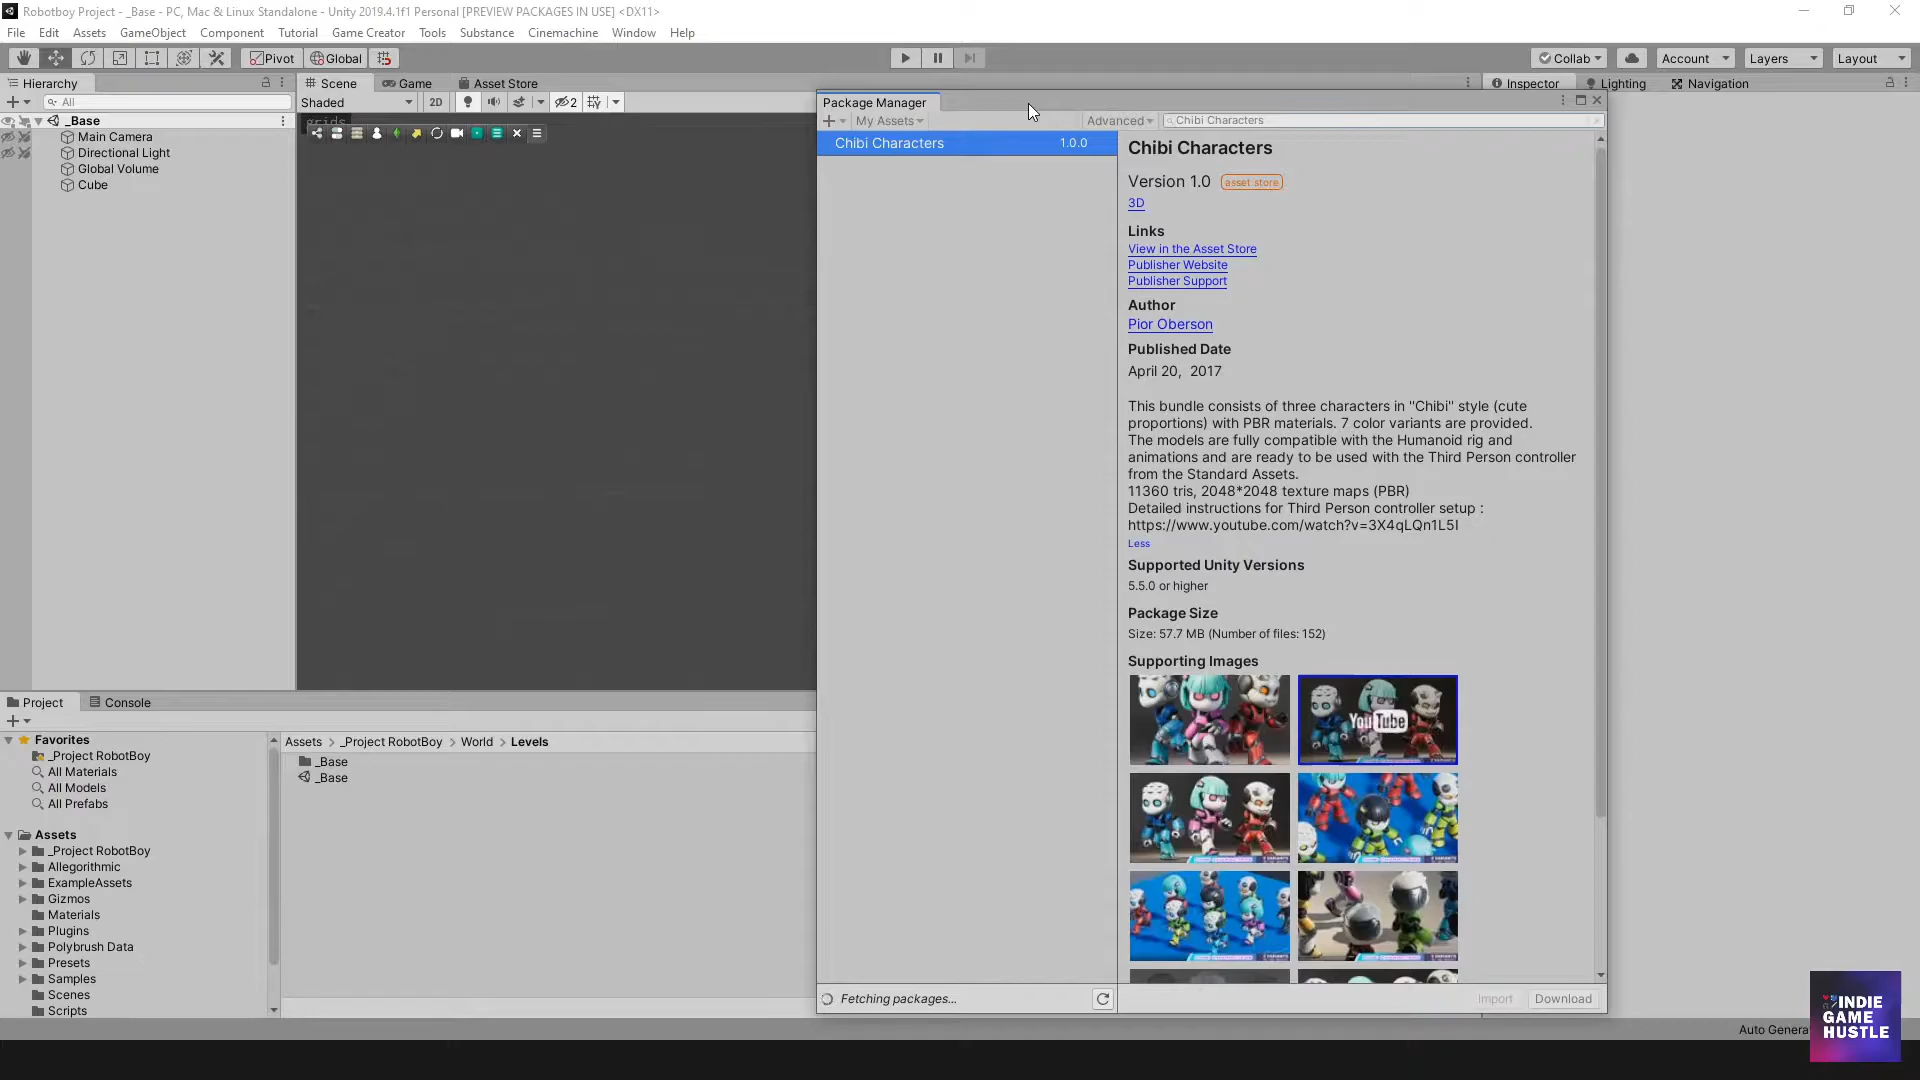 Robotboy Project - _Base - PC, Mac & Linux Standalone - Unity 2019.4.1f1 Personal [PREVIEW PACKAGES IN USE] <DX11>
File Edit Assets GameObject Component Tutorial Game Creator Tools Substance Cinemachine Window Help
Pivot Global Collab Account Layers Layout
Hierarchy Scene Game Asset Store Inspector Lighting Navigation
All Shaded 2D 2
Package Manager
My Assets Advanced Chibi Characters
grids
_Base
Main Camera
Directional Light
Global Volume
Cube
Chibi Characters 1.0.0
Chibi Characters
Version 1.0 asset store
3D
Links
View in the Asset Store
Publisher Website
Publisher Support
Author
Pior Oberson
Published Date
April 20, 2017
This bundle consists of three characters in "Chibi" style (cute
proportions) with PBR materials. 7 color variants are provided.
The models are fully compatible with the Humanoid rig and
animations and are ready to be used with the Third Person controller
from the Standard Assets.
11360 tris, 2048*2048 texture maps (PBR)
Detailed instructions for Third Person controller setup :
https://www.youtube.com/watch?v=3X4qLQn1L5I
Less
Supported Unity Versions
5.5.0 or higher
Package Size
Size: 57.7 MB (Number of files: 152)
Supporting Images
YouTube
Fetching packages...
Import Download
Project Console
Favorites
_Project RobotBoy
All Materials
All Models
All Prefabs
Assets
_Project RobotBoy
Allegorithmic
ExampleAssets
Gizmos
Materials
Plugins
Polybrush Data
Presets
Samples
Scenes
Scripts
Assets > _Project RobotBoy > World > Levels
_Base
_Base
Auto Genera
INDIE
GAME
HUSTLE